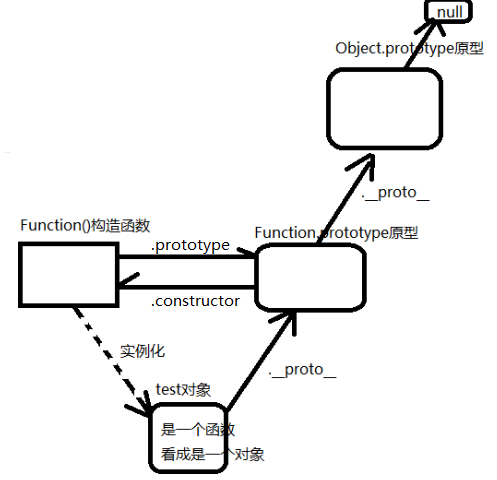 null
Object.prototype原型
.__proto__
Function()构造函数
Function.prototype原型
.prototype
.constructor
实例化
.__proto__
test对象
是一个函数
看成是一个对象